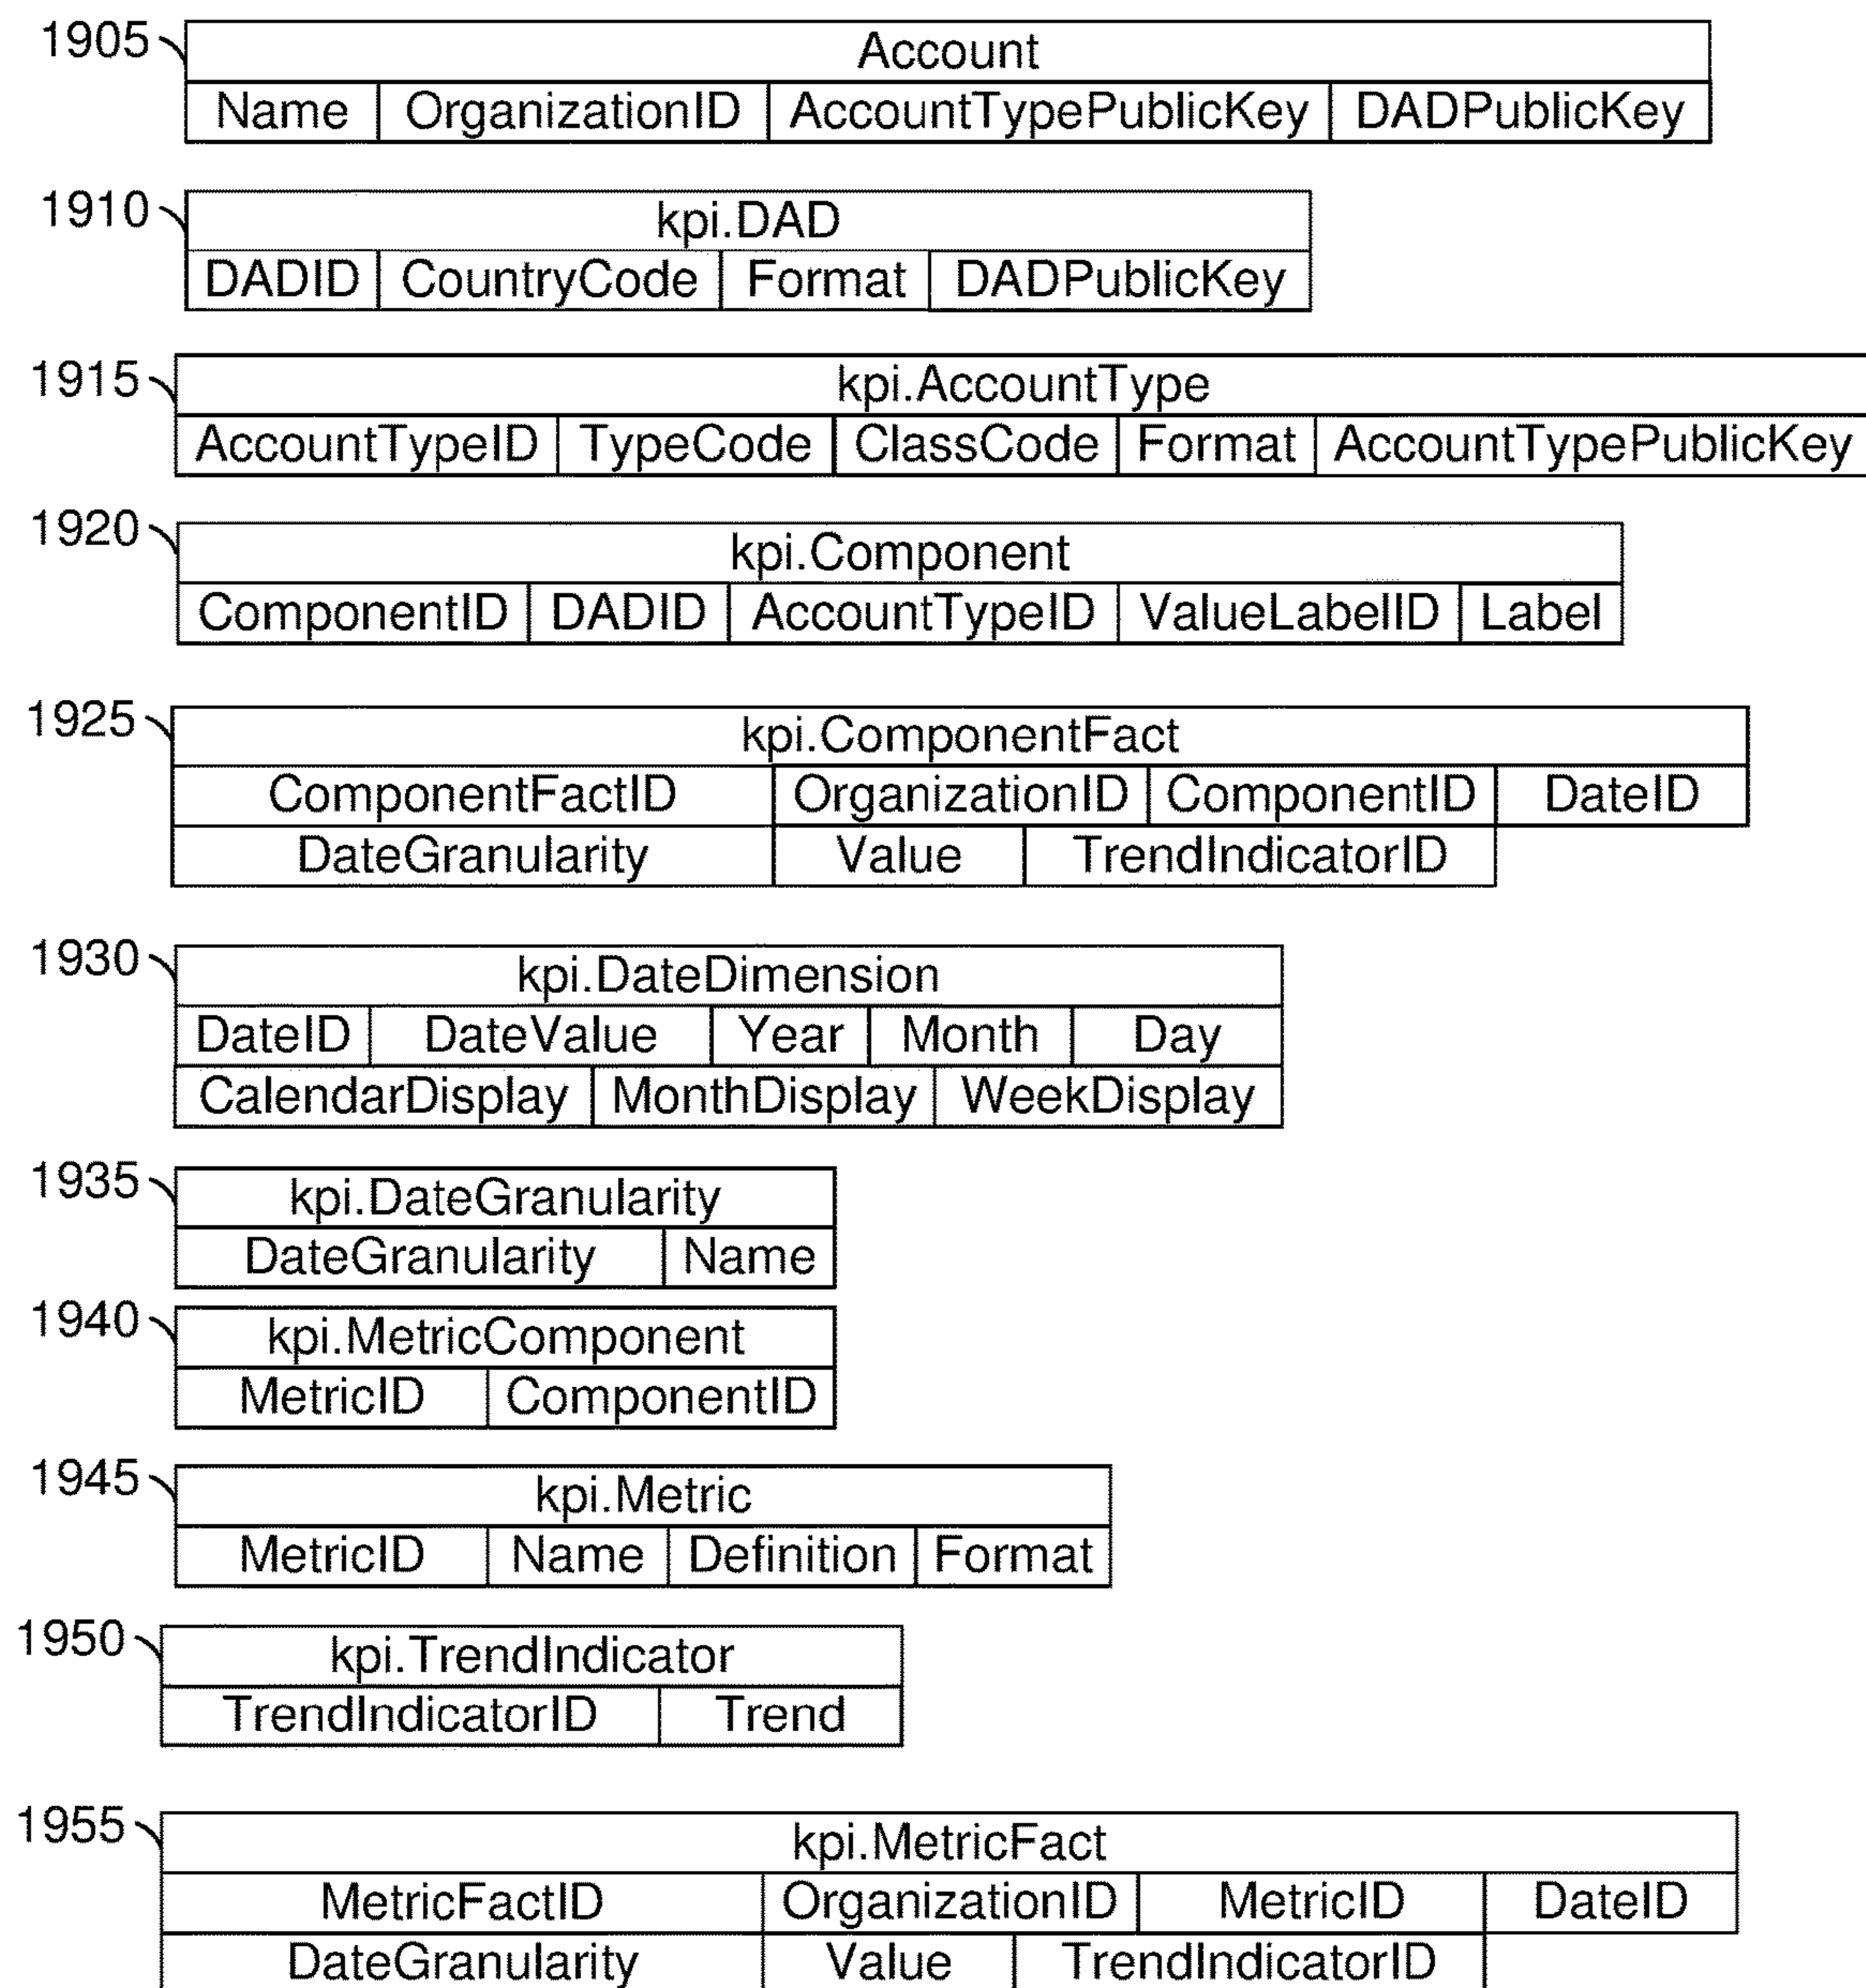 1905 Account
Name OrganizationID AccountTypePublicKey DADPublicKey
1910 kpi.DAD
DADID CountryCode Format DADPublicKey
1915 kpi.AccountType
AccountTypeID TypeCode ClassCode Format AccountTypePublicKey
1920 kpi.Component
ComponentID DADID AccountTypeID ValueLabelID Label
1925 kpi.ComponentFact
ComponentFactID OrganizationID ComponentID DateID
DateGranularity Value TrendIndicatorID
1930 kpi.DateDimension
DateID DateValue Year Month Day
CalendarDisplay MonthDisplay WeekDisplay
1935 kpi.DateGranularity
DateGranularity Name
1940 kpi.MetricComponent
MetricID ComponentID
1945 kpi.Metric
MetricID Name Definition Format
1950 kpi.TrendIndicator
TrendIndicatorID Trend
1955 kpi.MetricFact
MetricFactID OrganizationID MetricID DateID
DateGranularity Value TrendIndicatorID